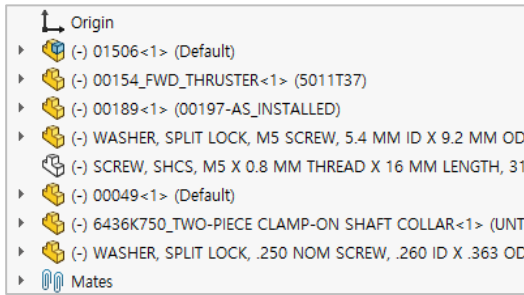 Origin
(-) 01506<1> (Default)
(-) 00154_FWD_THRUSTER<1> (5011T37)
(-) 00189<1> (00197-AS_INSTALLED)
(-) WASHER, SPLIT LOCK, M5 SCREW, 5.4 MM ID X 9.2 MM OD
(-) SCREW, SHCS, M5 X 0.8 MM THREAD X 16 MM LENGTH, 31
(-) 00049<1> (Default)
(-) 6436K750_TWO-PIECE CLAMP-ON SHAFT COLLAR<1> (UNT
(-) WASHER, SPLIT LOCK, .250 NOM SCREW, .260 ID X .363 OD
Mates